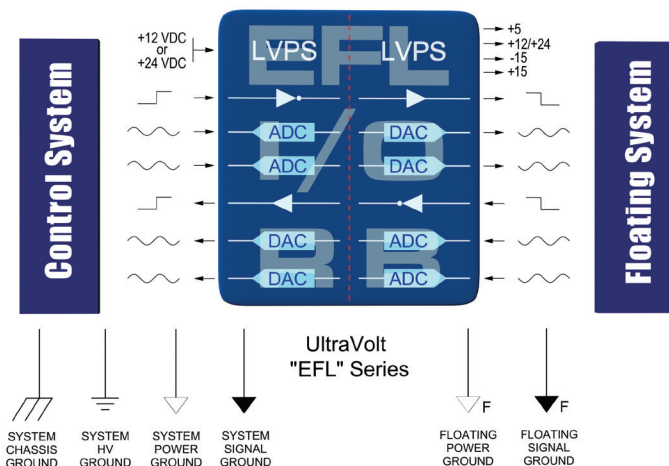 Control System
+12 VDC
or
+24 VDC
EFL
I/O
RR
LVPS LVPS
+5
+12/+24
-15
+15
ADC DAC
ADC DAC
DAC ADC
DAC ADC
Floating System
UltraVolt
"EFL" Series
SYSTEM
CHASSIS
GROUND
SYSTEM
HV
GROUND
SYSTEM
POWER
GROUND
SYSTEM
SIGNAL
GROUND
F
FLOATING
POWER
GROUND
F
FLOATING
SIGNAL
GROUND